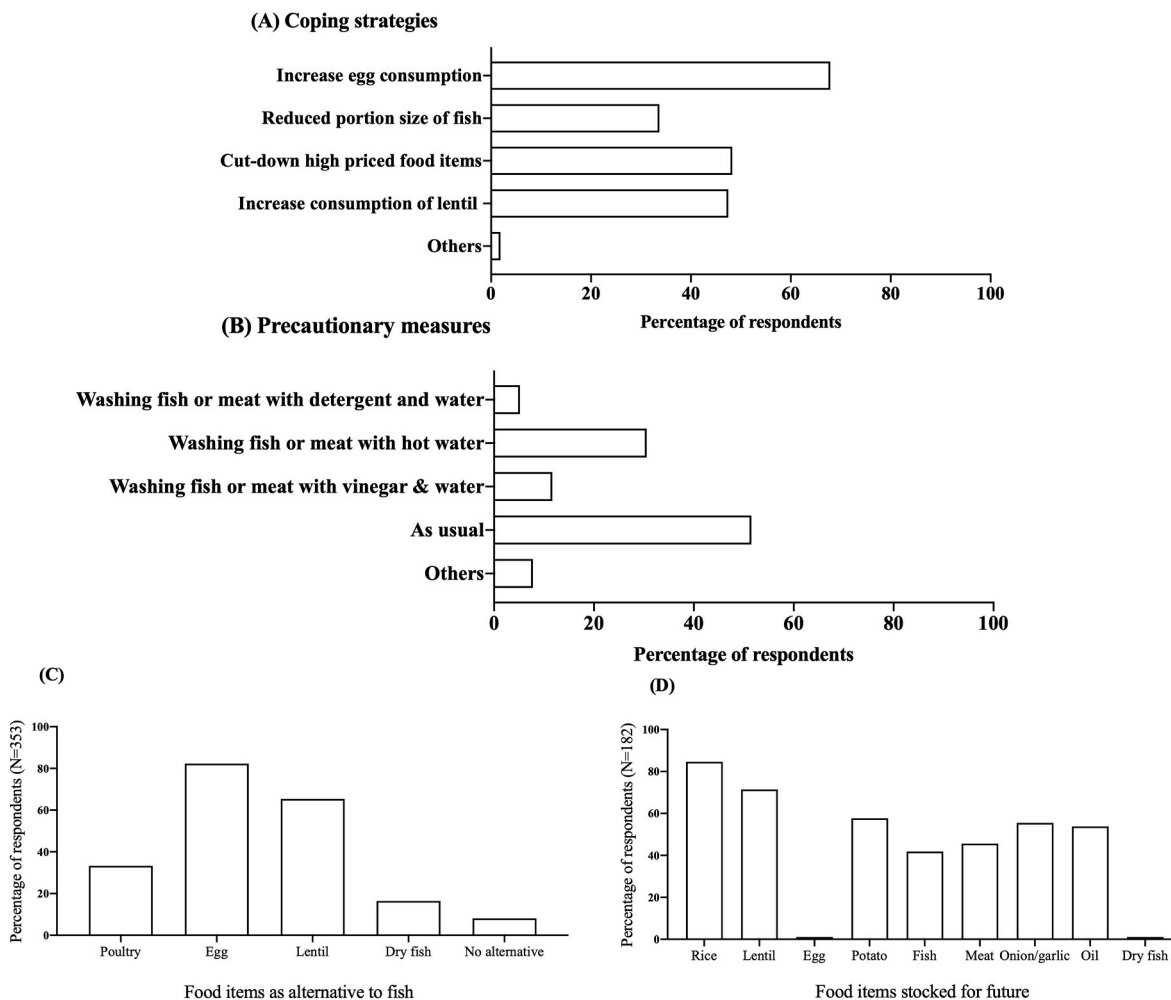 (A) Coping strategies
Increase egg consumption
Reduced portion size of fish
Cut-down high priced food items
Increase consumption of lentil
Others
0 20 40 60 80 100
Percentage of respondents
(B) Precautionary measures
Washing fish or meat with detergent and water
Washing fish or meat with hot water
Washing fish or meat with vinegar & water
As usual
Others
0 20 40 60 80 100
Percentage of respondents
(C)
Percentage of respondents (N=353)
100
80
60
40
20
0
Poultry Egg Lentil Dry fish No alternative
Food items as alternative to fish
(D)
Percentage of respondents (N=182)
100
80
60
40
20
0
Rice Lentil Egg Potato Fish Meat Onion/garlic Oil Dry fish
Food items stocked for future